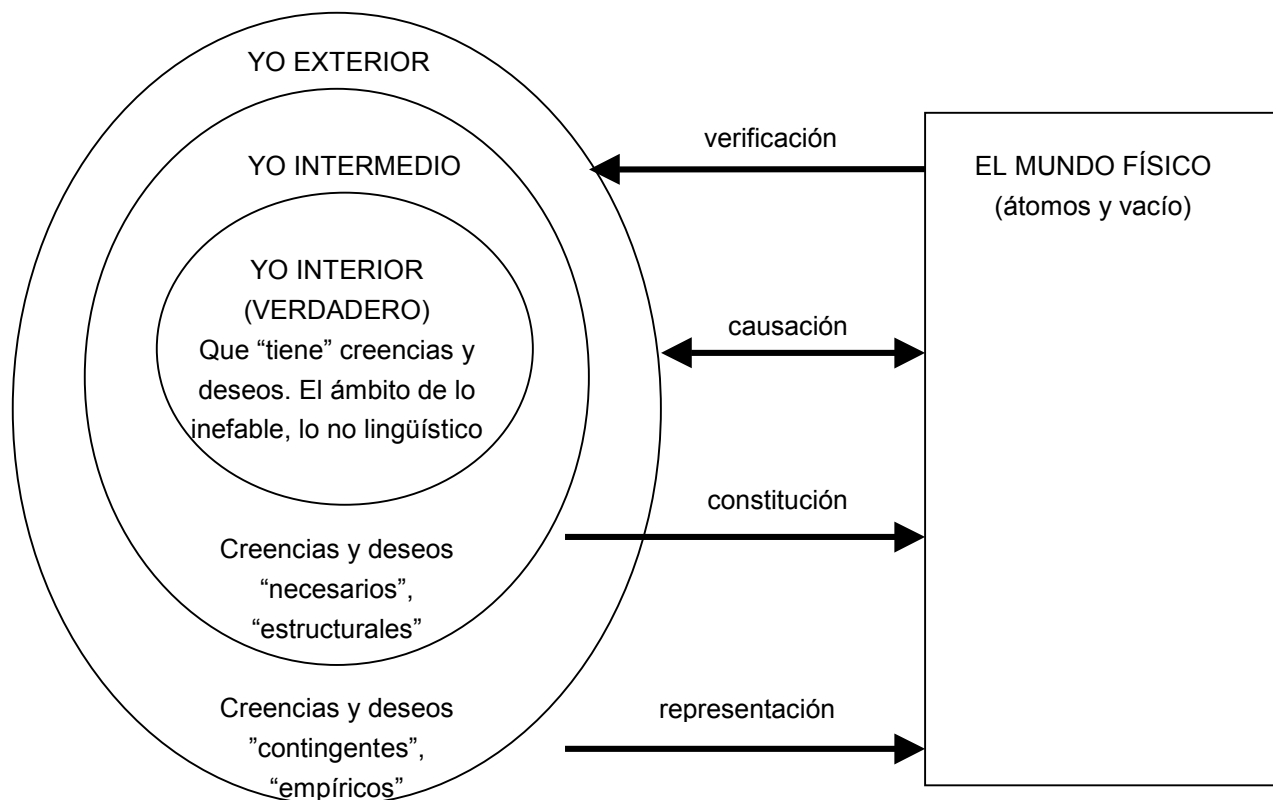 YO EXTERIOR
YO INTERMEDIO
YO INTERIOR
(VERDADERO)
Que “tiene” creencias y
deseos. El ámbito de lo
inefable, lo no lingüístico
Creencias y deseos
“necesarios”,
“estructurales”
Creencias y deseos
”contingentes”,
“empíricos”
verificación
causación
constitución
representación
EL MUNDO FÍSICO
(átomos y vacío)